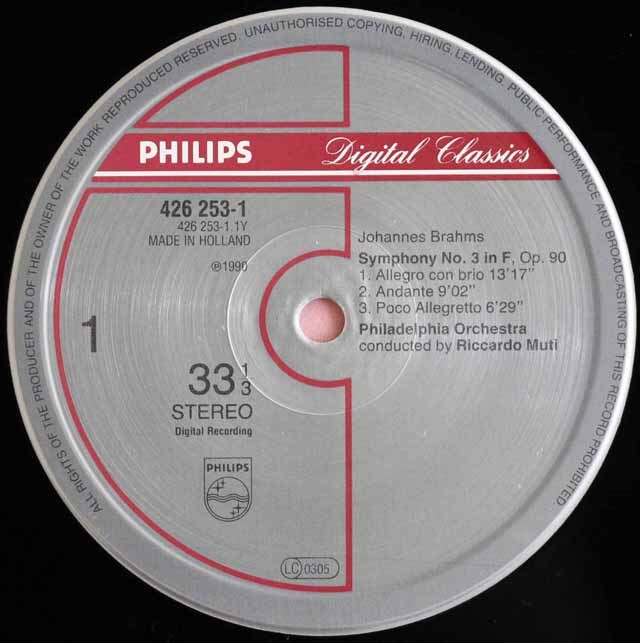 ALL RIGHTS OF THE PRODUCER AND OF THE OWNER OF THE WORK REPRODUCED RESERVED. UNAUTHORISED COPYING, HIRING, LENDING, PUBLIC PERFORMANCE AND BROADCASTING OF THIS RECORD PROHIBITED.
PHILIPS Digital Classics
426 253-1
426 253-1.1Y
MADE IN HOLLAND
℗1990
Johannes Brahms
Symphony No. 3 in F, Op. 90
1. Allegro con brio 13'17"
2. Andante 9'02"
3. Poco Allegretto 6'29"
Philadelphia Orchestra
conducted by Riccardo Muti
1
33 1/3
STEREO
Digital Recording
PHILIPS
LC 0305